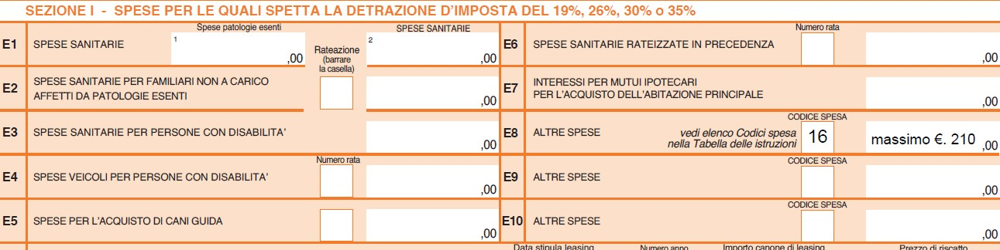 SEZIONE I - SPESE PER LE QUALI SPETTA LA DETRAZIONE D'IMPOSTA DEL 19%, 26%, 30% o 35%
E1 SPESE SANITARIE
Spese patologie esenti
1 ,00
Rateazione
(barrare
la casella)
SPESE SANITARIE
2 ,00
E2 SPESE SANITARIE PER FAMILIARI NON A CARICO
AFFETTI DA PATOLOGIE ESENTI
,00
E3 SPESE SANITARIE PER PERSONE CON DISABILITA'
,00
Numero rata
E4 SPESE VEICOLI PER PERSONE CON DISABILITA'
,00
E5 SPESE PER L'ACQUISTO DI CANI GUIDA
,00
Numero rata
E6 SPESE SANITARIE RATEIZZATE IN PRECEDENZA
,00
E7 INTERESSI PER MUTUI IPOTECARI
PER L'ACQUISTO DELL'ABITAZIONE PRINCIPALE
,00
CODICE SPESA
E8 ALTRE SPESE
vedi elenco Codici spesa
nella Tabella delle istruzioni
16
massimo €. 210 ,00
CODICE SPESA
E9 ALTRE SPESE
,00
CODICE SPESA
E10 ALTRE SPESE
,00
Data stipula leasing Numero anno Importo canone di leasing Prezzo di riscatto